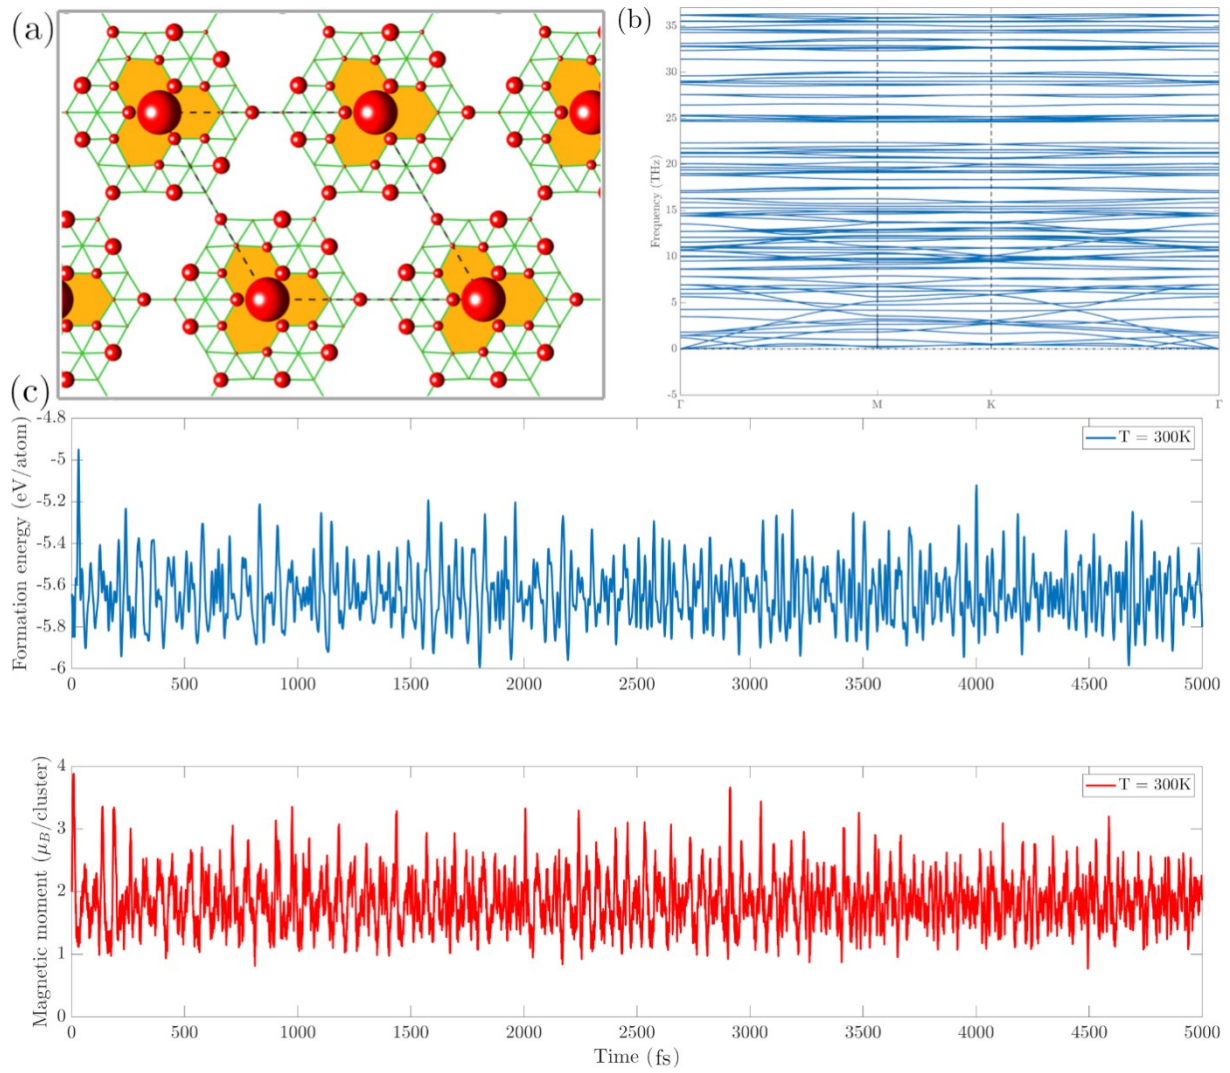 (a)
(b)
Frequency (THz)
35
30
25
20
15
10
5
0
-5
Γ M K Γ
(c)
Formation energy (eV/atom)
-4.8
-5
-5.2
-5.4
-5.6
-5.8
-6
T = 300K
0 500 1000 1500 2000 2500 3000 3500 4000 4500 5000
Magnetic moment (μB/cluster)
4
3
2
1
0
T = 300K
0 500 1000 1500 2000 2500 3000 3500 4000 4500 5000
Time (fs)